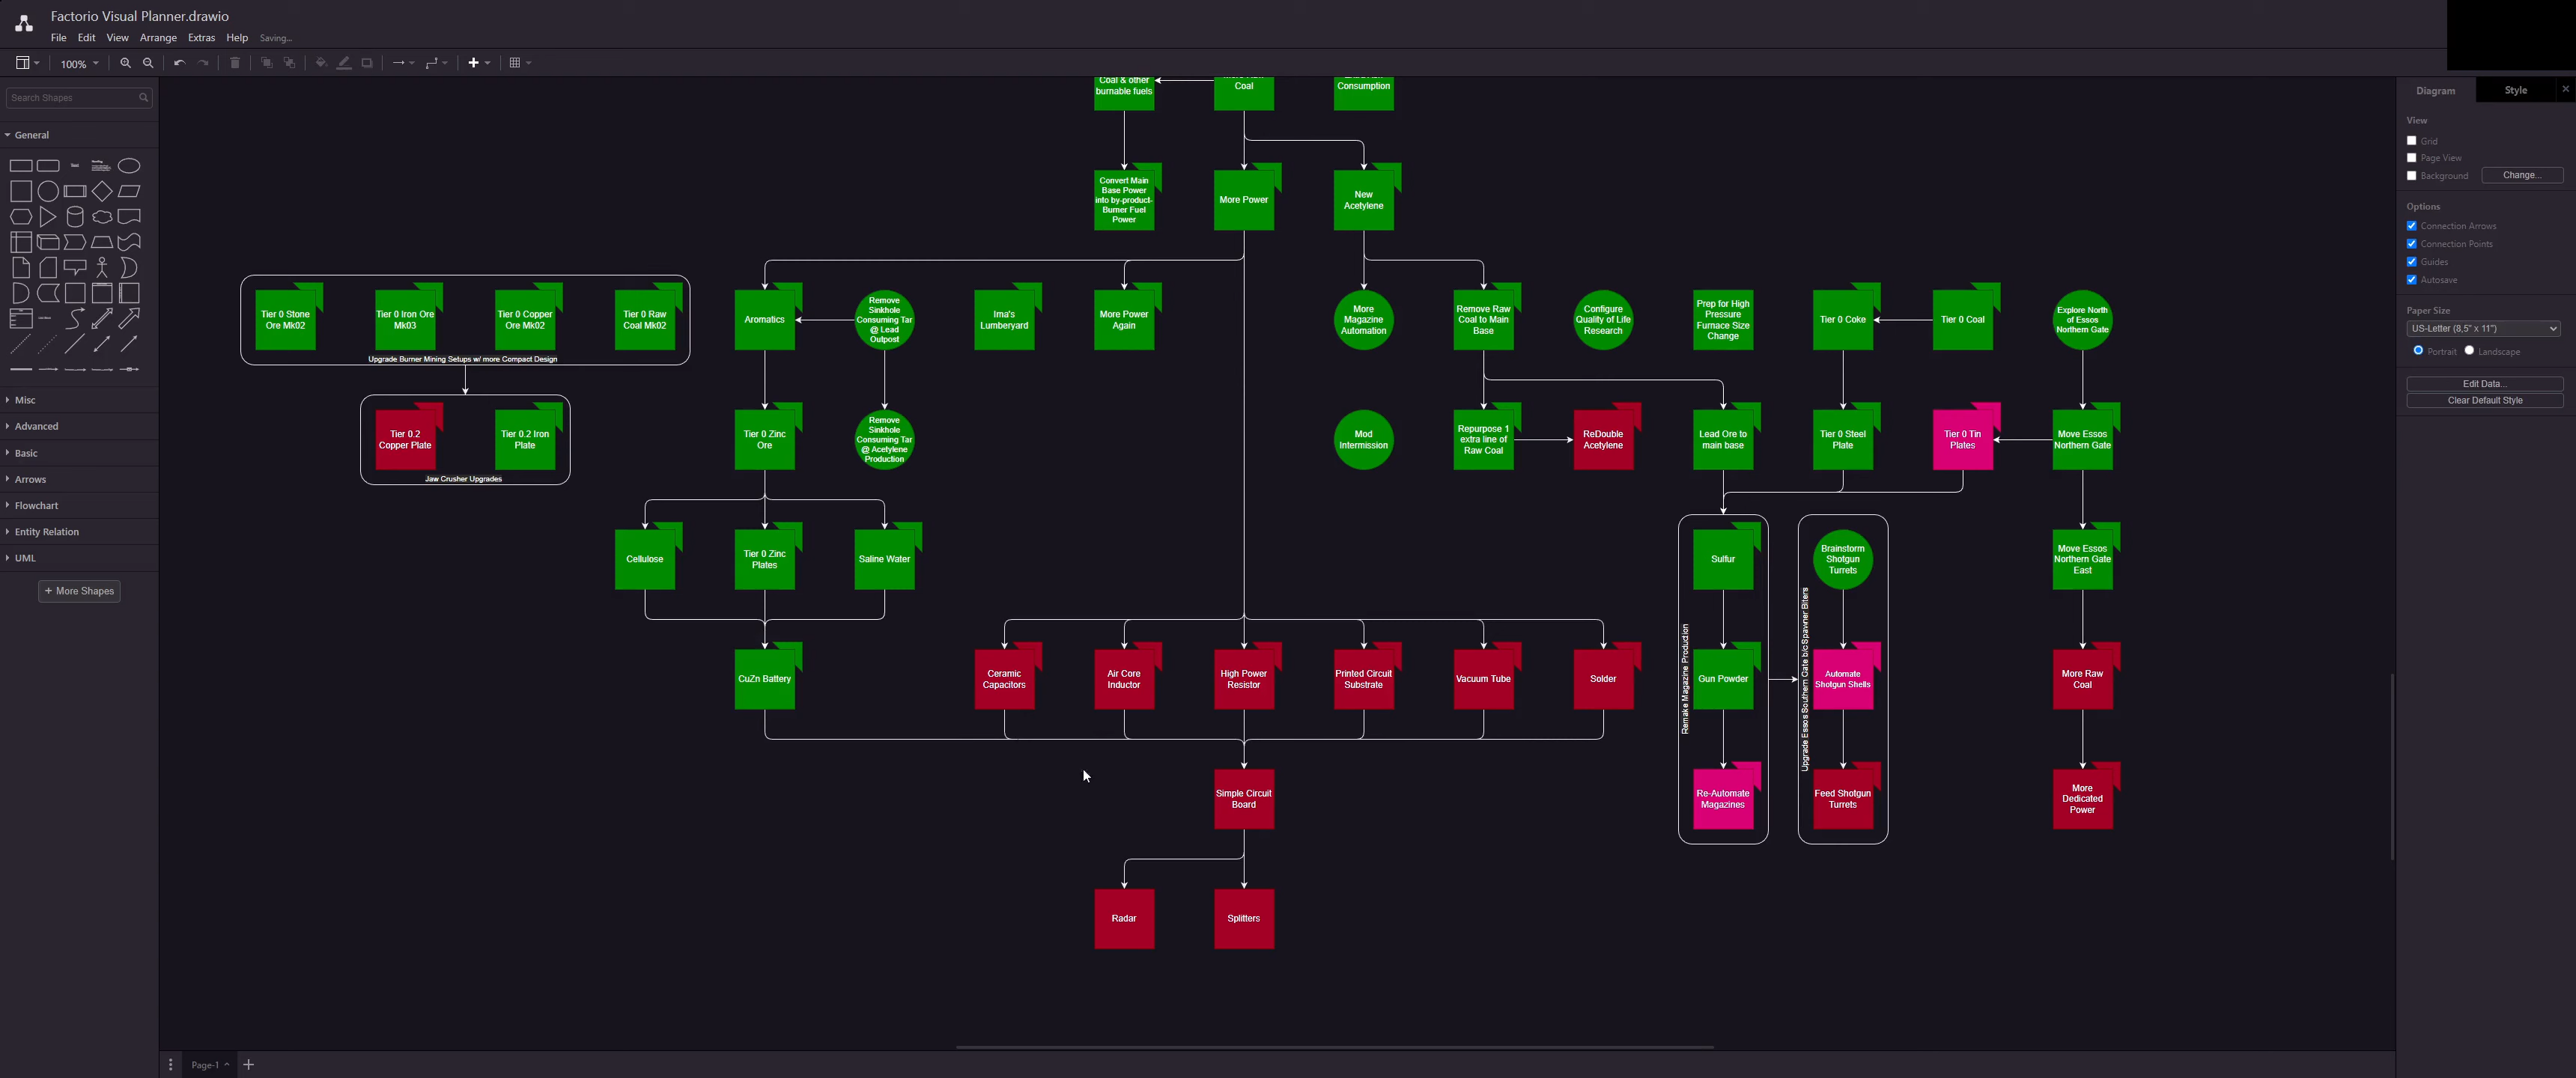 Factorio Visual Planner.drawio
File Edit View Arrange Extras Help Saving...
100%
Search Shapes
General
Misc
Advanced
Basic
Arrows
Flowchart
Entity Relation
UML
+ More Shapes
Coal & other
burnable fuels
Coal
Consumption
Convert Main
Base Power
into by-product-
Burner Fuel
Power
More Power
New
Acetylene
Tier 0 Stone
Ore Mk02
Tier 0 Iron Ore
Mk03
Tier 0 Copper
Ore Mk02
Tier 0 Raw
Coal Mk02
Upgrade Burner Mining Setups w/ more Compact Design
Aromatics
Remove
Sinkhole
Consuming Tar
@ Lead
Outpost
Ima's
Lumberyard
More Power
Again
More
Magazine
Automation
Remove Raw
Coal to Main
Base
Configure
Quality of Life
Research
Prep for High
Pressure
Furnace Size
Change
Tier 0 Coke
Tier 0 Coal
Explore North
of Essos
Northern Gate
Tier 0.2
Copper Plate
Tier 0.2 Iron
Plate
Jaw Crusher Upgrades
Tier 0 Zinc
Ore
Remove
Sinkhole
Consuming Tar
@ Acetylene
Production
Mod
Intermission
Repurpose 1
extra line of
Raw Coal
ReDouble
Acetylene
Lead Ore to
main base
Tier 0 Steel
Plate
Tier 0 Tin
Plates
Move Essos
Northern Gate
Cellulose
Tier 0 Zinc
Plates
Saline Water
Sulfur
Brainstorm
Shotgun
Turrets
Move Essos
Northern Gate
East
CuZn Battery
Ceramic
Capacitors
Air Core
Inductor
High Power
Resistor
Printed Circuit
Substrate
Vacuum Tube
Solder
Remake Magazine Production
Gun Powder
Upgrade Essos Southern Gate b/c Spawner Biters
Automate
Shotgun Shells
More Raw
Coal
Simple Circuit
Board
Re-Automate
Magazines
Feed Shotgun
Turrets
More
Dedicated
Power
Radar
Splitters
Page-1
Diagram
Style
View
Grid
Page View
Background
Change...
Options
Connection Arrows
Connection Points
Guides
Autosave
Paper Size
US-Letter (8,5" x 11")
Portrait Landscape
Edit Data...
Clear Default Style